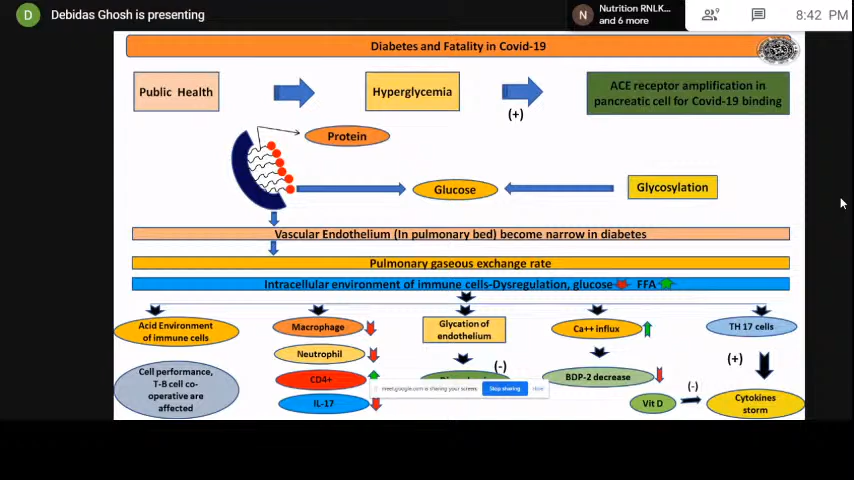 D Debidas Ghosh is presenting
N Nutrition RNLK...
and 6 more
9
8:42 PM
Diabetes and Fatality in Covid-19
Public Health
Hyperglycemia
(+)
ACE receptor amplification in
pancreatic cell for Covid-19 binding
Protein
Glucose
Glycosylation
Vascular Endothelium (In pulmonary bed) become narrow in diabetes
Pulmonary gaseous exchange rate
Intracellular environment of immune cells-Dysregulation, glucose FFA
Acid Environment
of immune cells
Macrophage
Glycation of
endothelium
Ca++ influx
TH 17 cells
Neutrophil
(-)
(+)
Cell performance,
T-B cell co-
operative are
affected
CD4+
BDP-2 decrease
(-)
meet.google.com is sharing your screen.
Stop sharing
IL-17
Vit D
Cytokines
storm